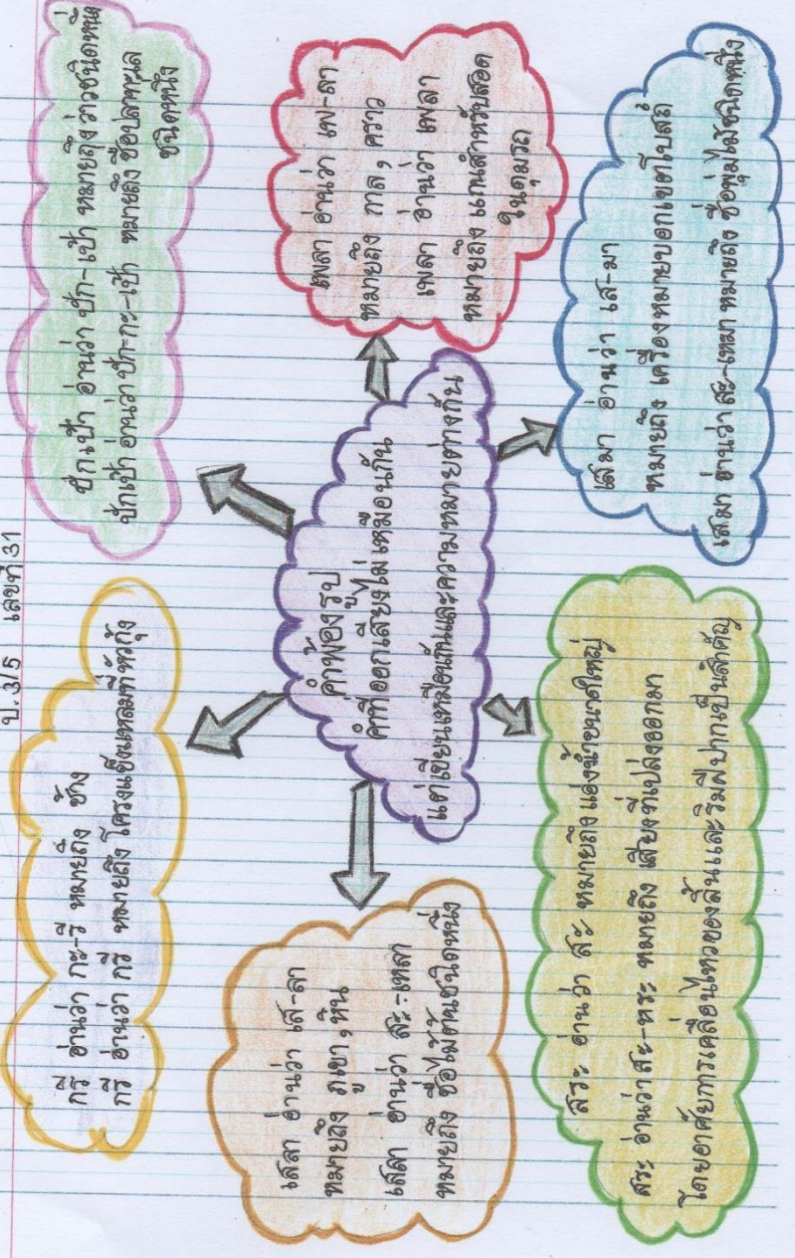 ป.3/5 เลขที่ 31
กรี อ่านว่า กะ-รี หมายถึง ช้าง
กรี อ่านว่า กรี หมายถึง โครงแข็งแหลมที่หัวกุ้ง
ปักเป้า อ่านว่า ปัก-เป้า หมายถึง ว่าวชนิดหนึ่ง
ปักเป้า อ่านว่า ปัก-กะ-เป้า หมายถึง ชื่อปลาทะเล
ชนิดหนึ่ง
เสลา อ่านว่า เส-ลา
หมายถึง ภูเขา, หิน
เสลา อ่านว่า สะ-เหลา
หมายถึง ชื่อไม้ต้นชนิดหนึ่ง
คำพ้องรูป
คำที่ออกเสียงไม่เหมือนกัน
แต่เขียนเหมือนกันและความหมายต่างกัน
เพลา อ่านว่า เพ-ลา
หมายถึง กาล, คราว
เพลา อ่านว่า เพลา
หมายถึง แกนสำหรับสอด
ในดุมรถ
สระ อ่านว่า สะ หมายถึง แอ่งน้ำขนาดใหญ่
สระ อ่านว่า สะ-หระ หมายถึง เสียงที่เปล่งออกมา
โดยอาศัยการเคลื่อนไหวของลิ้นและริมฝีปากเป็นสำคัญ
เสมา อ่านว่า เส-มา
หมายถึง เครื่องหมายบอกเขตโบสถ์
เสมา อ่านว่า สะ-เหมา หมายถึง ชื่อพุ่มไม้ชนิดหนึ่ง